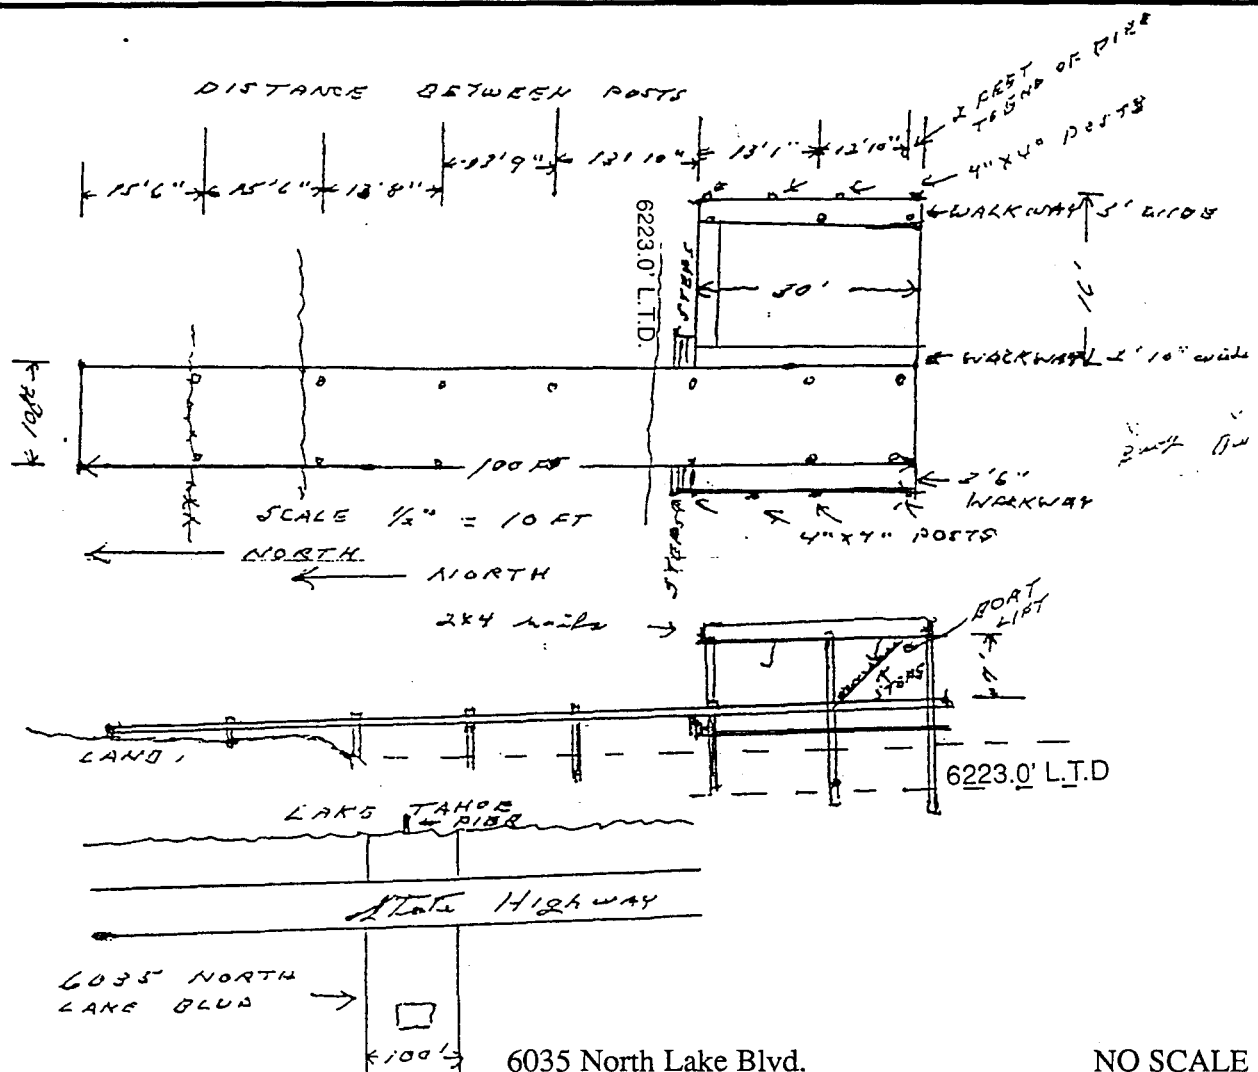 DISTANCE BETWEEN POSTS
2 FEET
TO END OF PIER
4"X4" POSTS
15'6" 15'6" 13'8" 13'9" 13'10" 13'1" 12'10"
WALKWAY 3' WIDE
6223.0' L.T.D.
STEPS
30'
WALKWAY 2'10" wide
10 FT
100 FT
2'6"
WALKWAY
SCALE 1/2" = 10 FT
4"X4" POSTS
STEPS
NORTH
NORTH
2X4 rails
BOAT
LIFT
STEPS
LAND
6223.0' L.T.D
LAKE TAHOE
PIER
State Highway
6035 NORTH
LAKE BLVD
100'
6035 North Lake Blvd.
NO SCALE